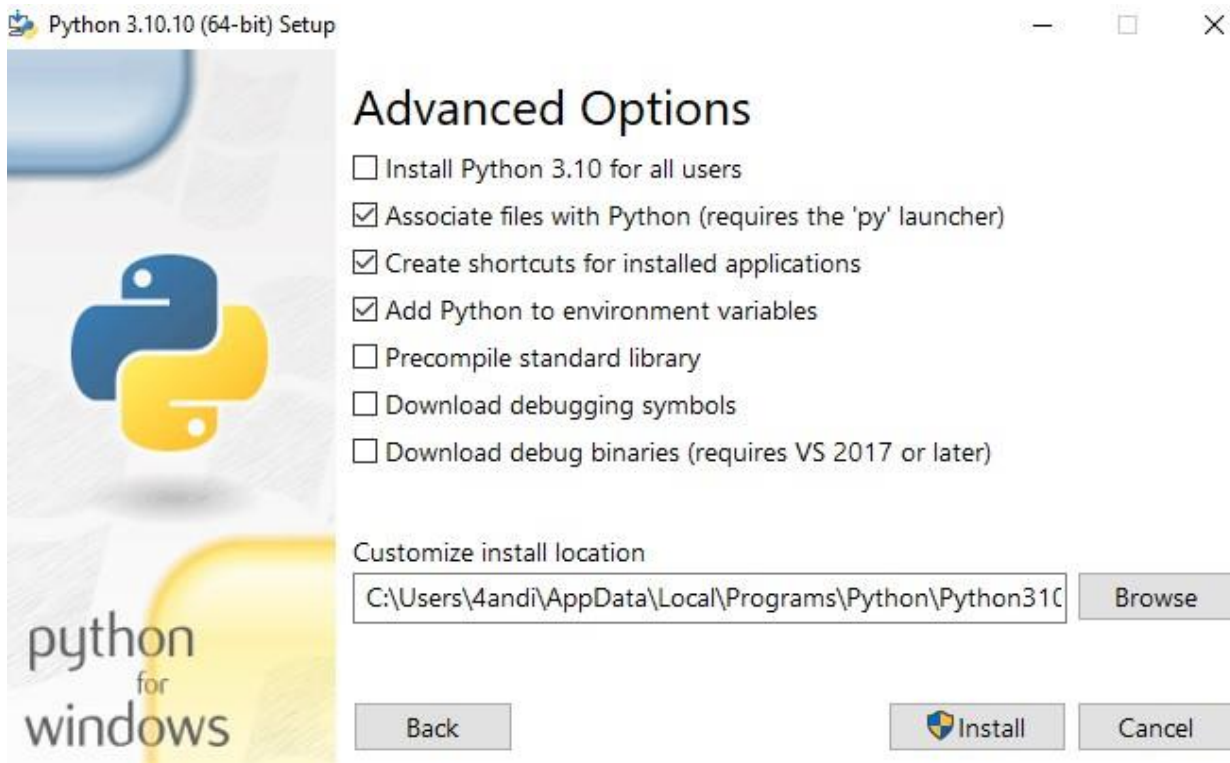 Python 3.10.10 (64-bit) Setup
Advanced Options
Install Python 3.10 for all users
Associate files with Python (requires the 'py' launcher)
Create shortcuts for installed applications
Add Python to environment variables
Precompile standard library
Download debugging symbols
Download debug binaries (requires VS 2017 or later)
Customize install location
C:\Users\4andi\AppData\Local\Programs\Python\Python310
Browse
python
for
windows
Back
Install
Cancel